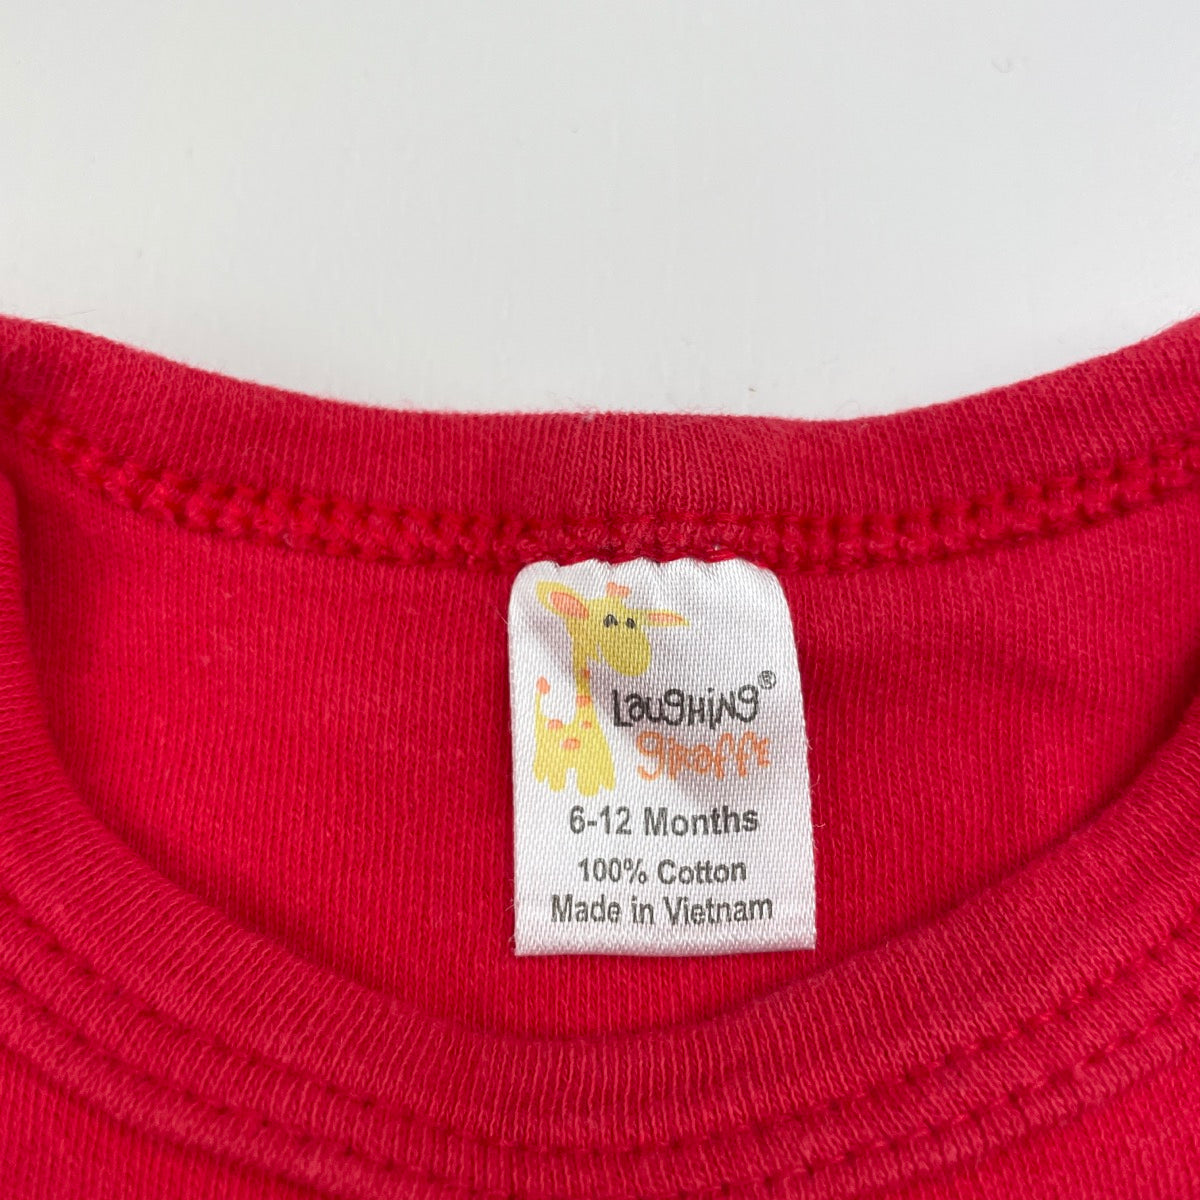 Laughing®
giraffe
6-12 Months
100% Cotton
Made in Vietnam